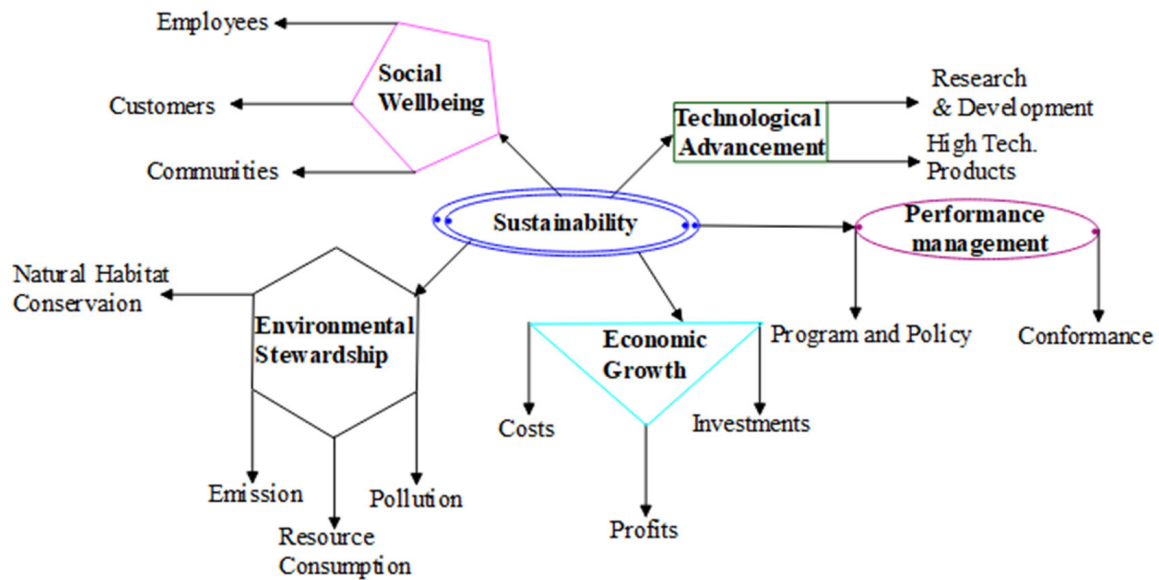 Employees
Social
Wellbeing
Customers
Communities
Research
& Development
Technological
Advancement
High Tech.
Products
Sustainability
Performance
management
Natural Habitat
Conservaion
Environmental
Stewardship
Economic
Growth
Program and Policy
Conformance
Costs
Investments
Emission
Pollution
Profits
Resource
Consumption